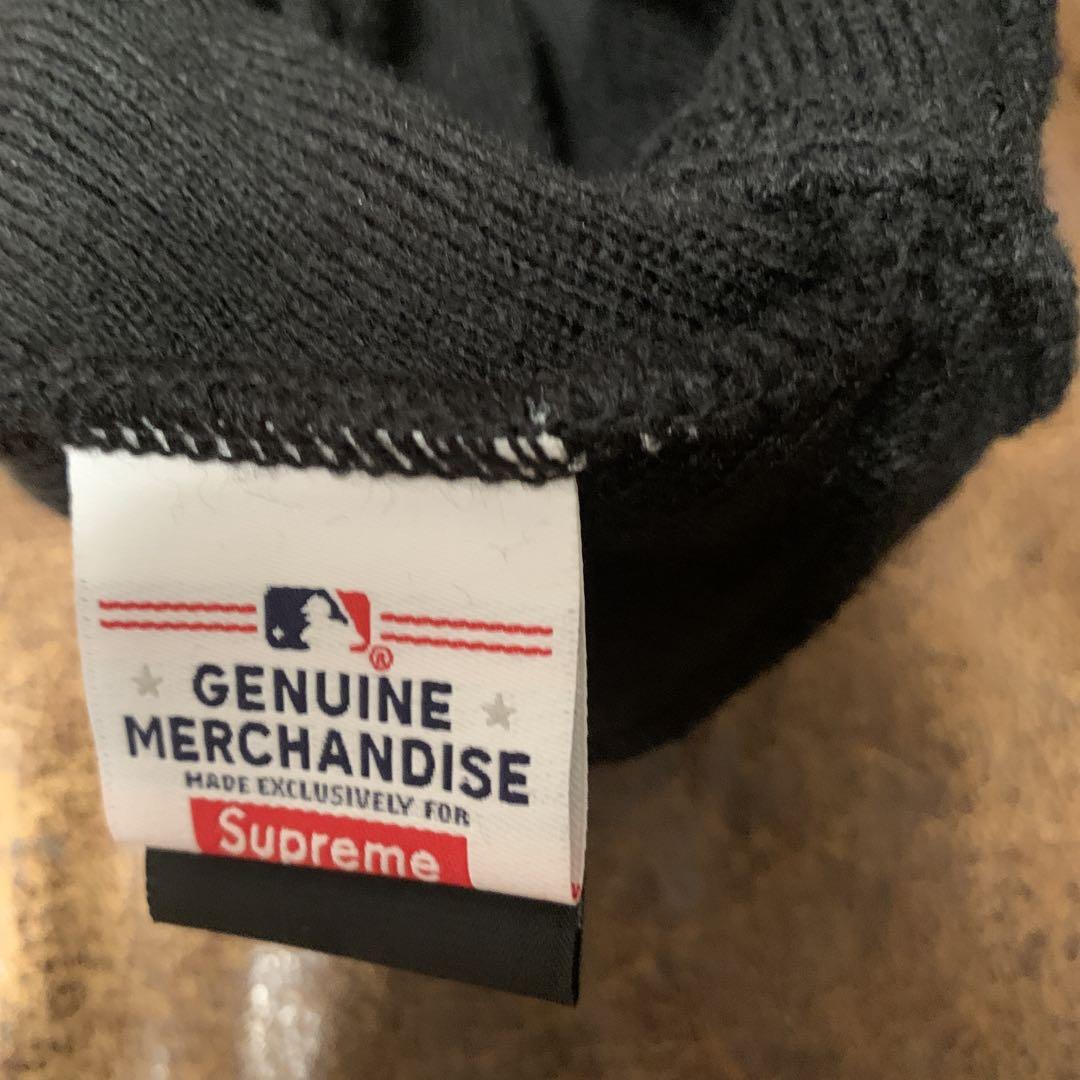 ®
GENUINE
MERCHANDISE
MADE EXCLUSIVELY FOR
Supreme